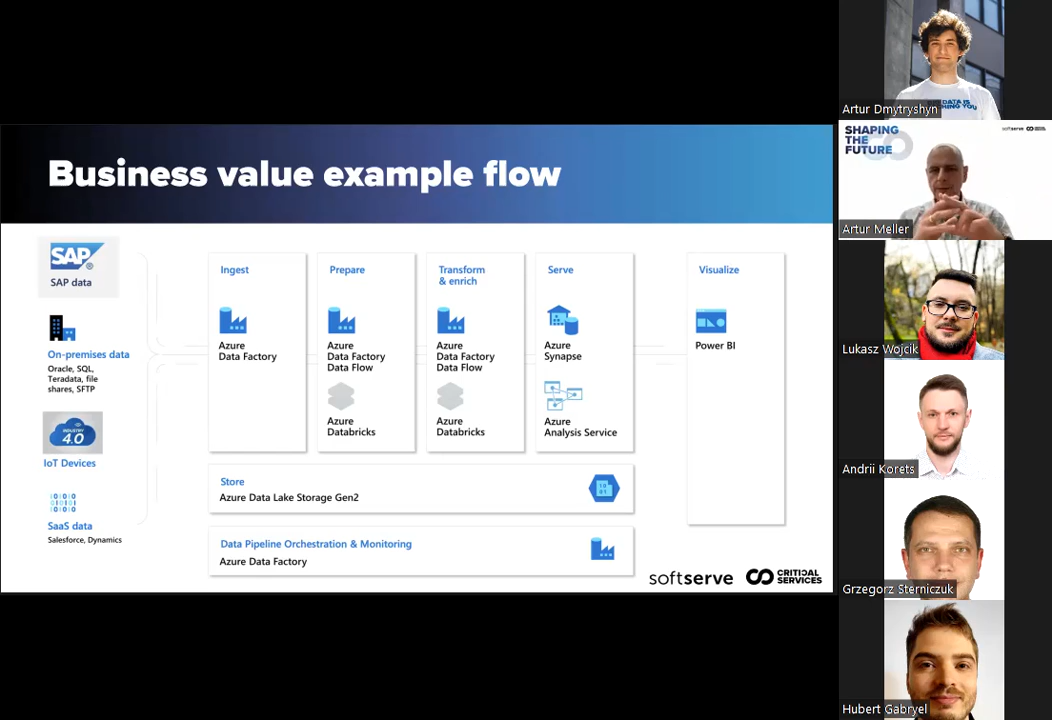 Business value example flow
SAP
SAP data
On-premises data
Oracle, SQL,
Teradata, file
shares, SFTP
INDUSTRY
4.0
IoT Devices
SaaS data
Salesforce, Dynamics
Ingest
Azure
Data Factory
Prepare
Azure
Data Factory
Data Flow
Azure
Databricks
Transform
& enrich
Azure
Data Factory
Data Flow
Azure
Databricks
Serve
Azure
Synapse
Azure
Analysis Service
Visualize
Power BI
Store
Azure Data Lake Storage Gen2
Data Pipeline Orchestration & Monitoring
Azure Data Factory
softserve
CRITICAL
SERVICES
Artur Dmytryshyn
SHAPING
THE
FUTURE
softserve
Artur Meller
Lukasz Wojcik
Andrii Korets
Grzegorz Sterniczuk
Hubert Gabryel